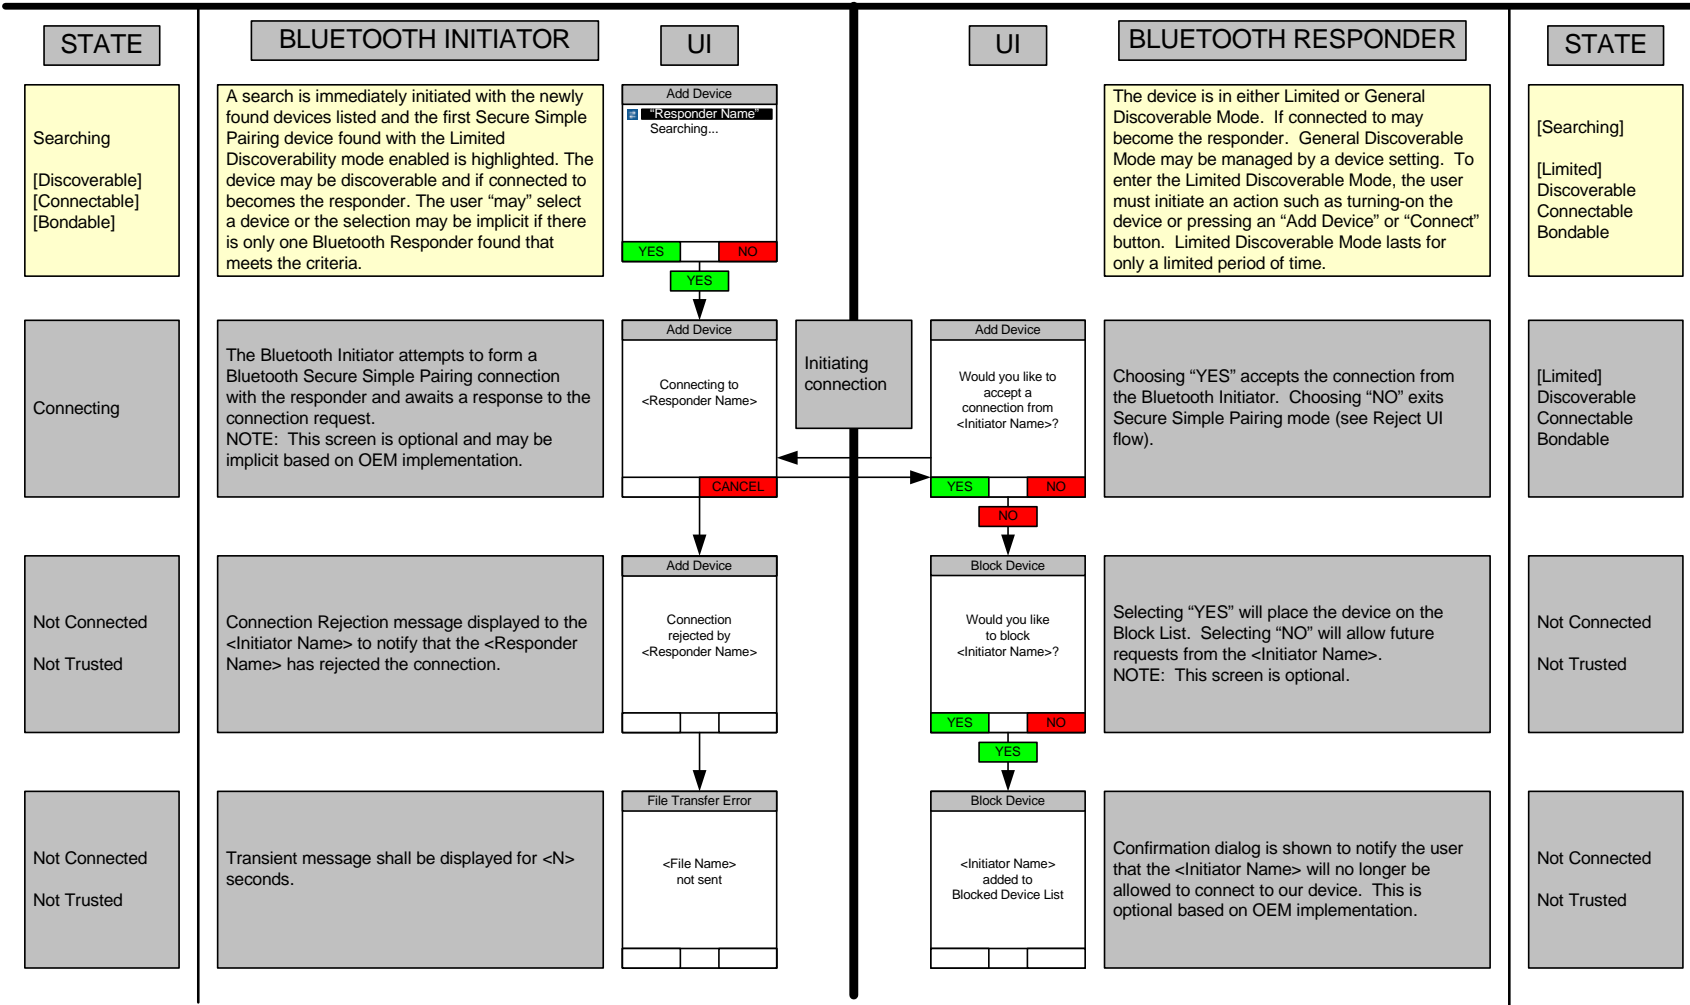 STATE
BLUETOOTH INITIATOR
UI
UI
BLUETOOTH RESPONDER
STATE
Searching
[Discoverable]
[Connectable]
[Bondable]
A search is immediately initiated with the newly
found devices listed and the first Secure Simple
Pairing device found with the Limited
Discoverability mode enabled is highlighted. The
device may be discoverable and if connected to
becomes the responder. The user “may” select
a device or the selection may be implicit if there
is only one Bluetooth Responder found that
meets the criteria.
Add Device
“Responder Name”
Searching...
YES
NO
YES
The device is in either Limited or General
Discoverable Mode.  If connected to may
become the responder.  General Discoverable
Mode may be managed by a device setting.  To
enter the Limited Discoverable Mode, the user
must initiate an action such as turning-on the
device or pressing an “Add Device” or “Connect”
button.  Limited Discoverable Mode lasts for
only a limited period of time.
[Searching]
[Limited]
Discoverable
Connectable
Bondable
Connecting
The Bluetooth Initiator attempts to form a
Bluetooth Secure Simple Pairing connection
with the responder and awaits a response to the
connection request.
NOTE:  This screen is optional and may be
implicit based on OEM implementation.
Add Device
Connecting to
<Responder Name>
CANCEL
Initiating
connection
Add Device
Would you like to
accept a
connection from
<Initiator Name>?
YES
NO
NO
Choosing “YES” accepts the connection from
the Bluetooth Initiator.  Choosing “NO” exits
Secure Simple Pairing mode (see Reject UI
flow).
[Limited]
Discoverable
Connectable
Bondable
Not Connected
Not Trusted
Connection Rejection message displayed to the
<Initiator Name> to notify that the <Responder
Name> has rejected the connection.
Add Device
Connection
rejected by
<Responder Name>
Block Device
Would you like
to block
<Initiator Name>?
YES
NO
YES
Selecting “YES” will place the device on the
Block List.  Selecting “NO” will allow future
requests from the <Initiator Name>.
NOTE:  This screen is optional.
Not Connected
Not Trusted
Not Connected
Not Trusted
Transient message shall be displayed for <N>
seconds.
File Transfer Error
<File Name>
not sent
Block Device
<Initiator Name>
added to
Blocked Device List
Confirmation dialog is shown to notify the user
that the <Initiator Name> will no longer be
allowed to connect to our device.  This is
optional based on OEM implementation.
Not Connected
Not Trusted